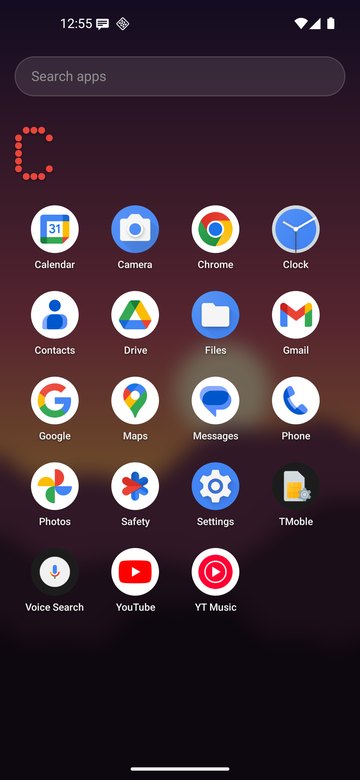 12:55
Search apps
C
31
Calendar Camera Chrome Clock
Contacts Drive Files Gmail
G
Google Maps Messages Phone
Photos Safety Settings TMoble
Voice Search YouTube YT Music